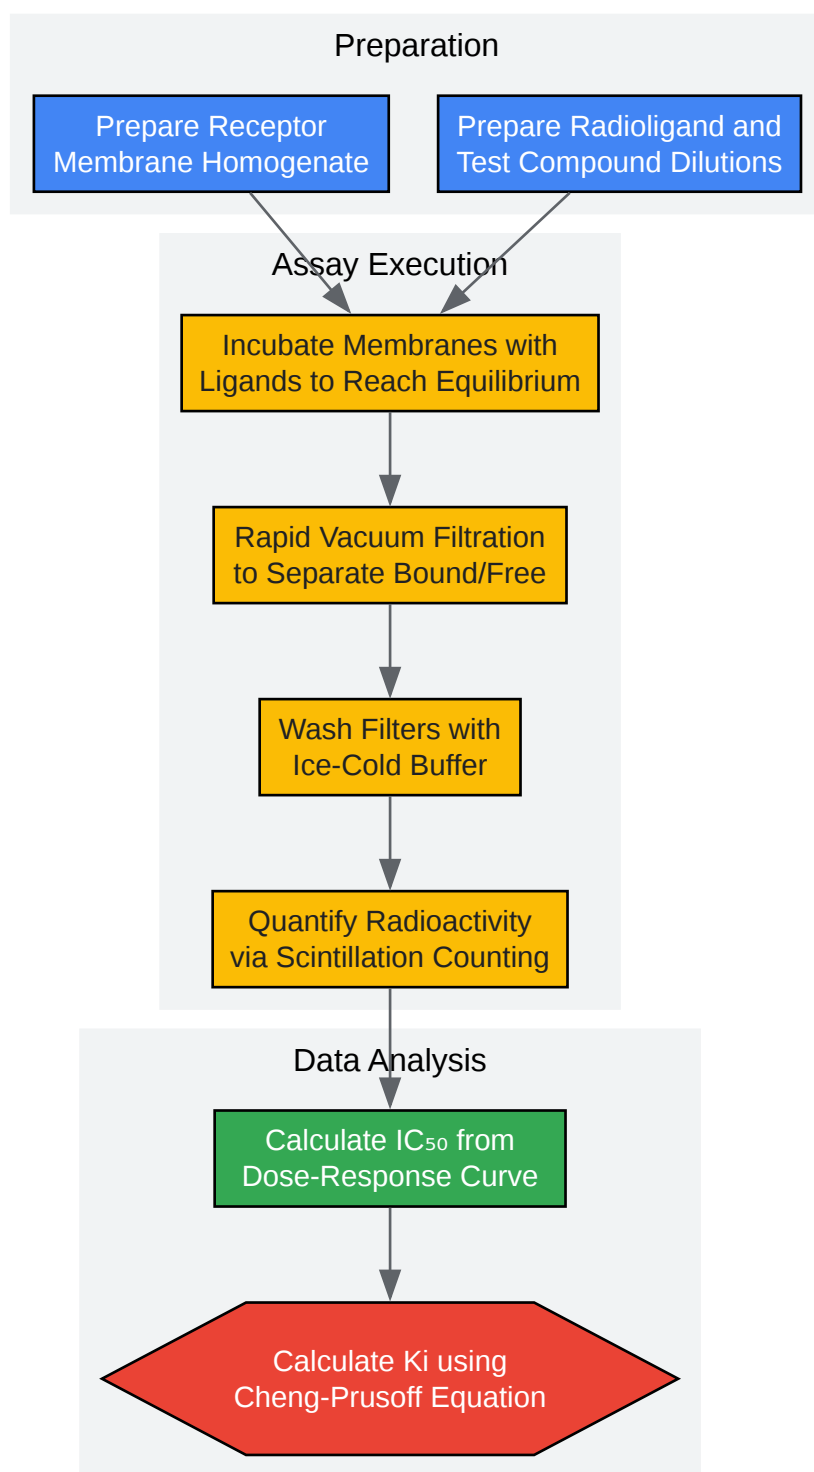 Preparation
Prepare Receptor
Membrane Homogenate
Prepare Radioligand and
Test Compound Dilutions
Assay Execution
Incubate Membranes with
Ligands to Reach Equilibrium
Rapid Vacuum Filtration
to Separate Bound/Free
Wash Filters with
Ice-Cold Buffer
Quantify Radioactivity
via Scintillation Counting
Data Analysis
Calculate IC₅₀ from
Dose-Response Curve
Calculate Ki using
Cheng-Prusoff Equation